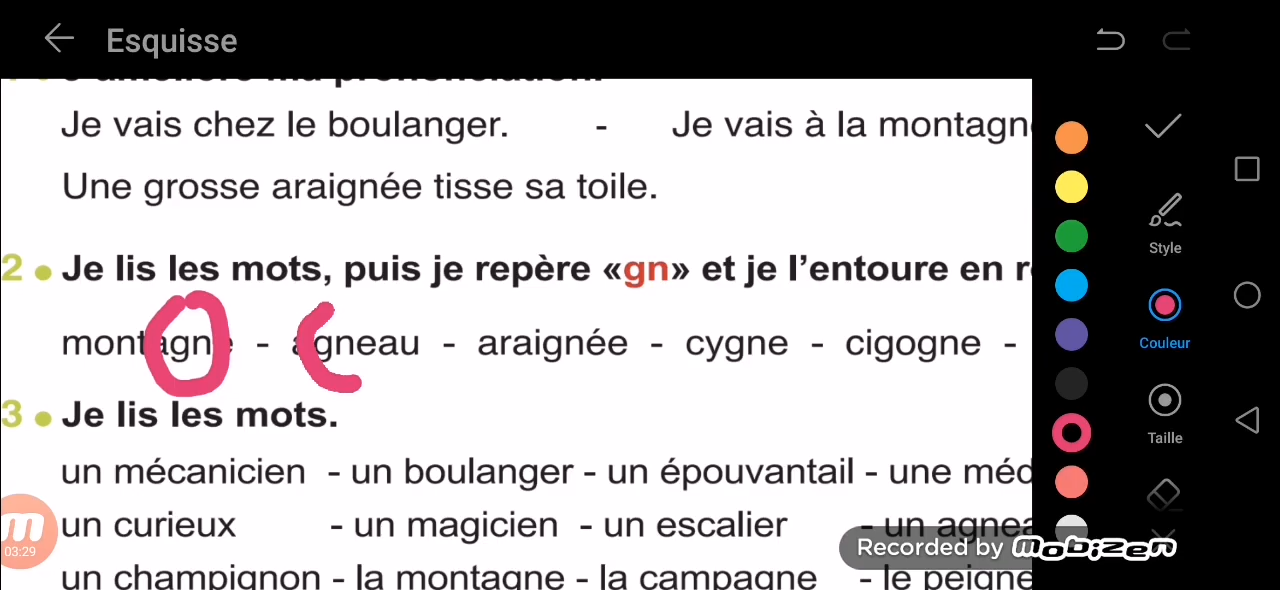 Esquisse
Je vais chez le boulanger. - Je vais à la montagn
Une grosse araignée tisse sa toile.
2 • Je lis les mots, puis je repère «gn» et je l'entoure en r
montagne - agneau - araignée - cygne - cigogne -
3 • Je lis les mots.
un mécanicien - un boulanger - un épouvantail - une méd
un curieux - un magicien - un escalier - un agnea
un champignon - la montagne - la campagne - le peigne
Style
Couleur
Taille
03:29
Recorded by mobizen